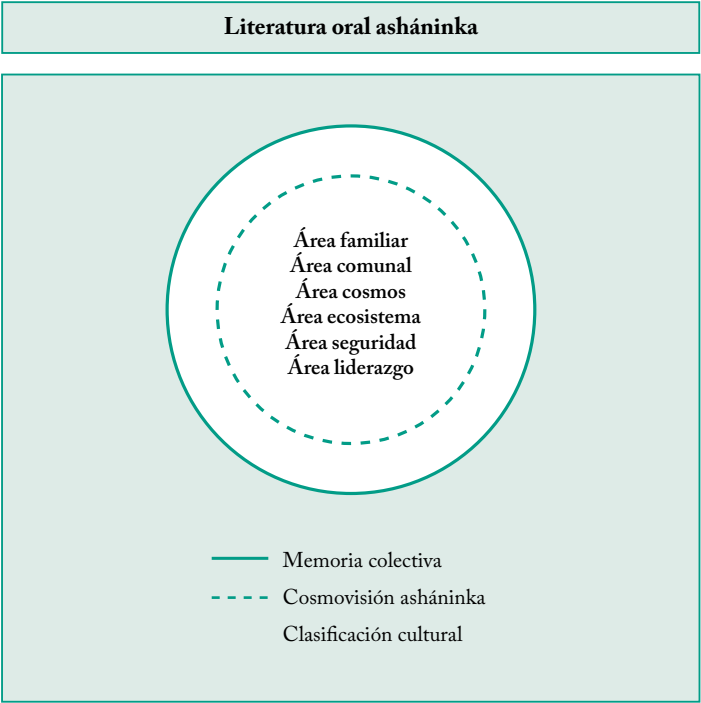 Literatura oral asháninka
Área familiar
Área comunal
Área cosmos
Área ecosistema
Área seguridad
Área liderazgo
Memoria colectiva
Cosmovisión asháninka
Clasificación cultural